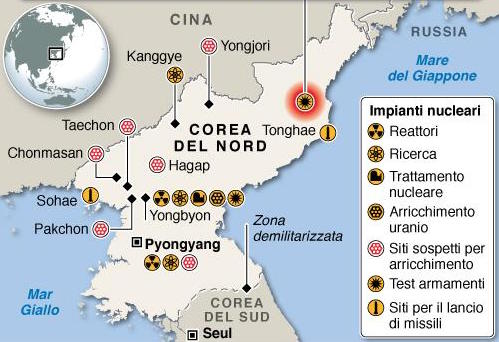 CINA
RUSSIA
Yongjori
Kanggye
Mare
del Giappone
COREA
DEL NORD
Taechon
Tonghae
Chonmasan
Hagap
Sohae
Yongbyon
Pakchon
Zona
demilitarizzata
Pyongyang
Mar
Giallo
COREA
DEL SUD
Seul
Impianti nucleari
Reattori
Ricerca
Trattamento
nucleare
Arricchimento
uranio
Siti sospetti per
arricchimento
Test armamenti
Siti per il lancio
di missili